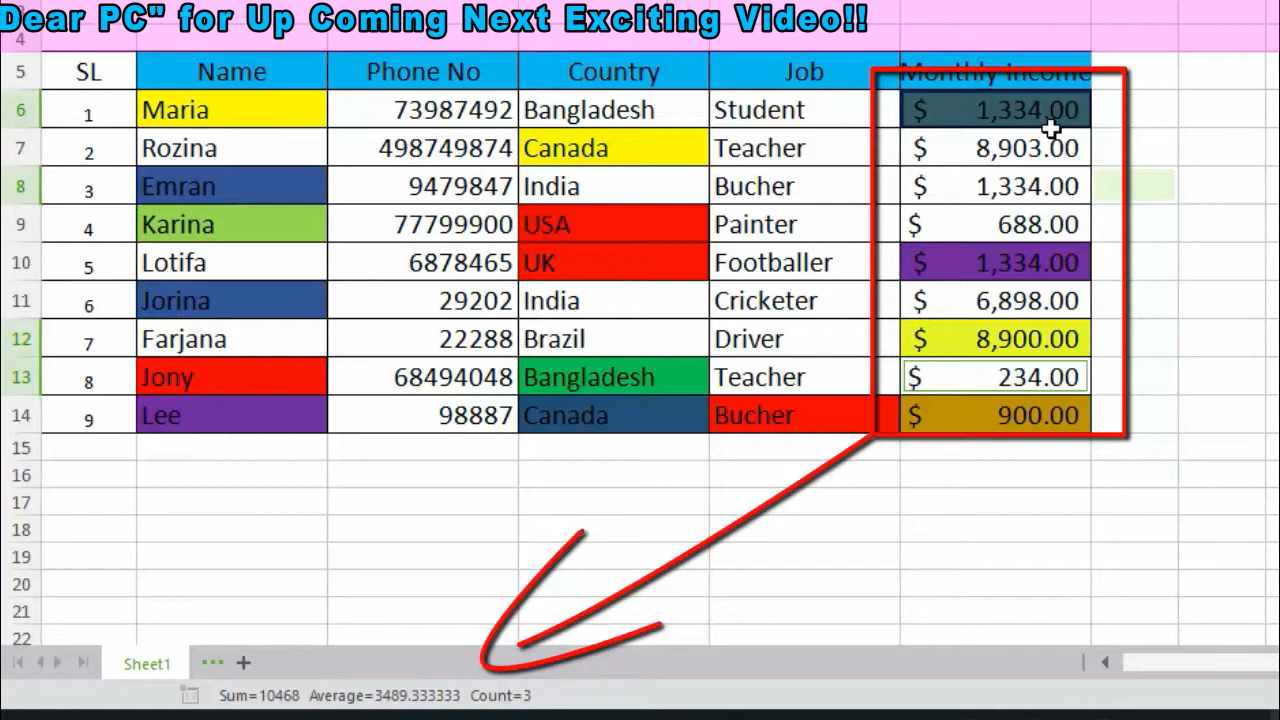 Dear PC" for Up Coming Next Exciting Video!!
4
5 SL Name Phone No Country Job Monthly Income
6 1 Maria 73987492 Bangladesh Student $ 1,334.00
7 2 Rozina 498749874 Canada Teacher $ 8,903.00
8 3 Emran 9479847 India Bucher $ 1,334.00
9 4 Karina 77799900 USA Painter $ 688.00
10 5 Lotifa 6878465 UK Footballer $ 1,334.00
11 6 Jorina 29202 India Cricketer $ 6,898.00
12 7 Farjana 22288 Brazil Driver $ 8,900.00
13 8 Jony 68494048 Bangladesh Teacher $ 234.00
14 9 Lee 98887 Canada Bucher $ 900.00
15
16
17
18
19
20
21
22
Sheet1 ••• +
Sum=10468 Average=3489.333333 Count=3